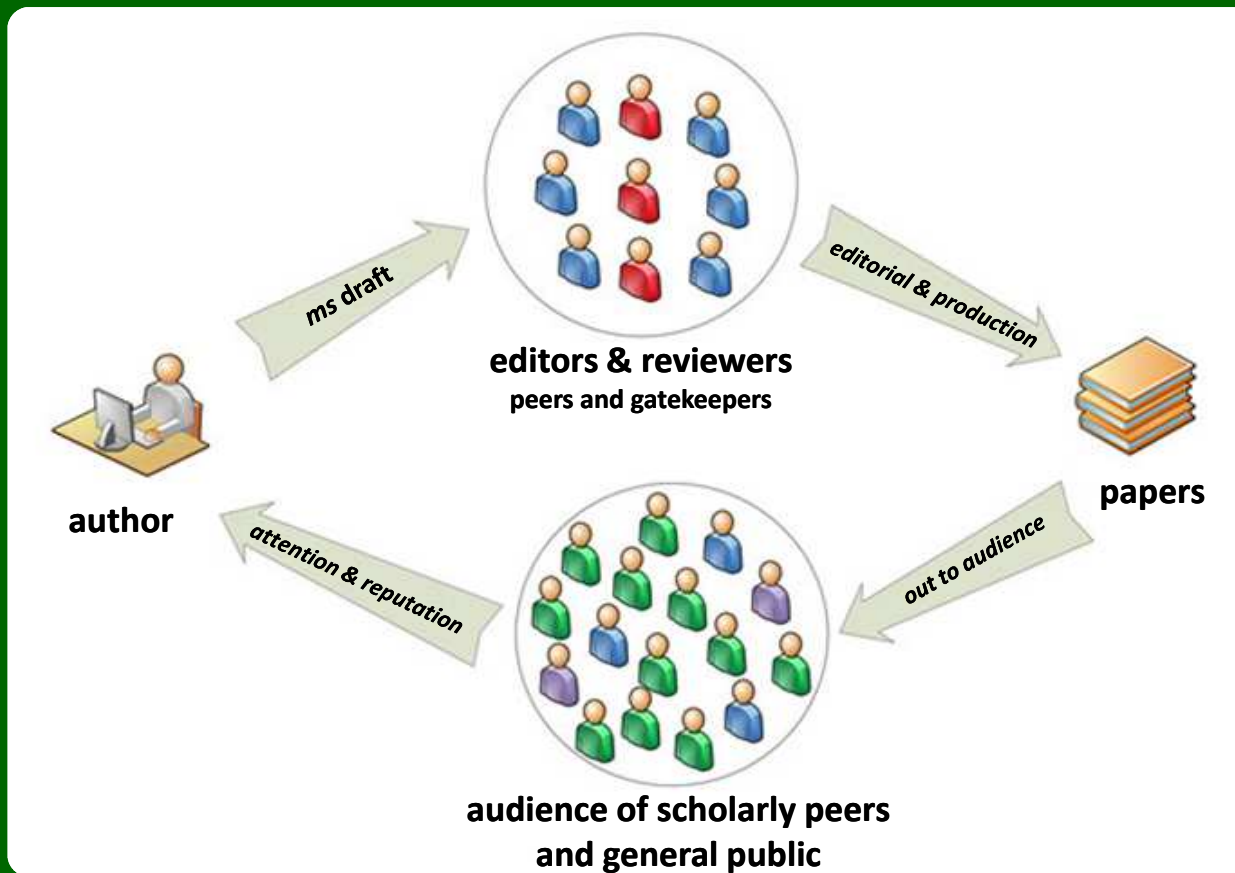 ms draft
editors & reviewers
peers and gatekeepers
editorial & production
author
papers
attention & reputation
out to audience
audience of scholarly peers
and general public